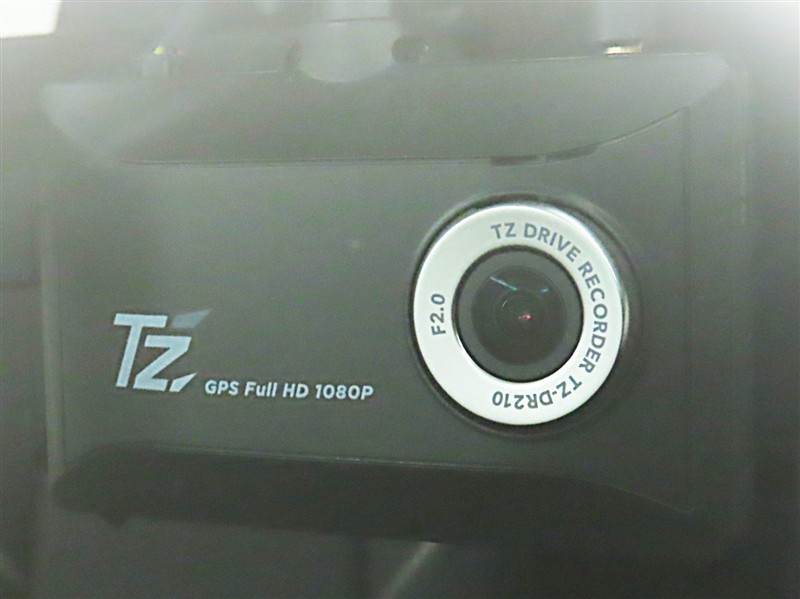 TZ
GPS Full HD 1080P
F2.0
TZ DRIVE RECORDER TZ-DR210